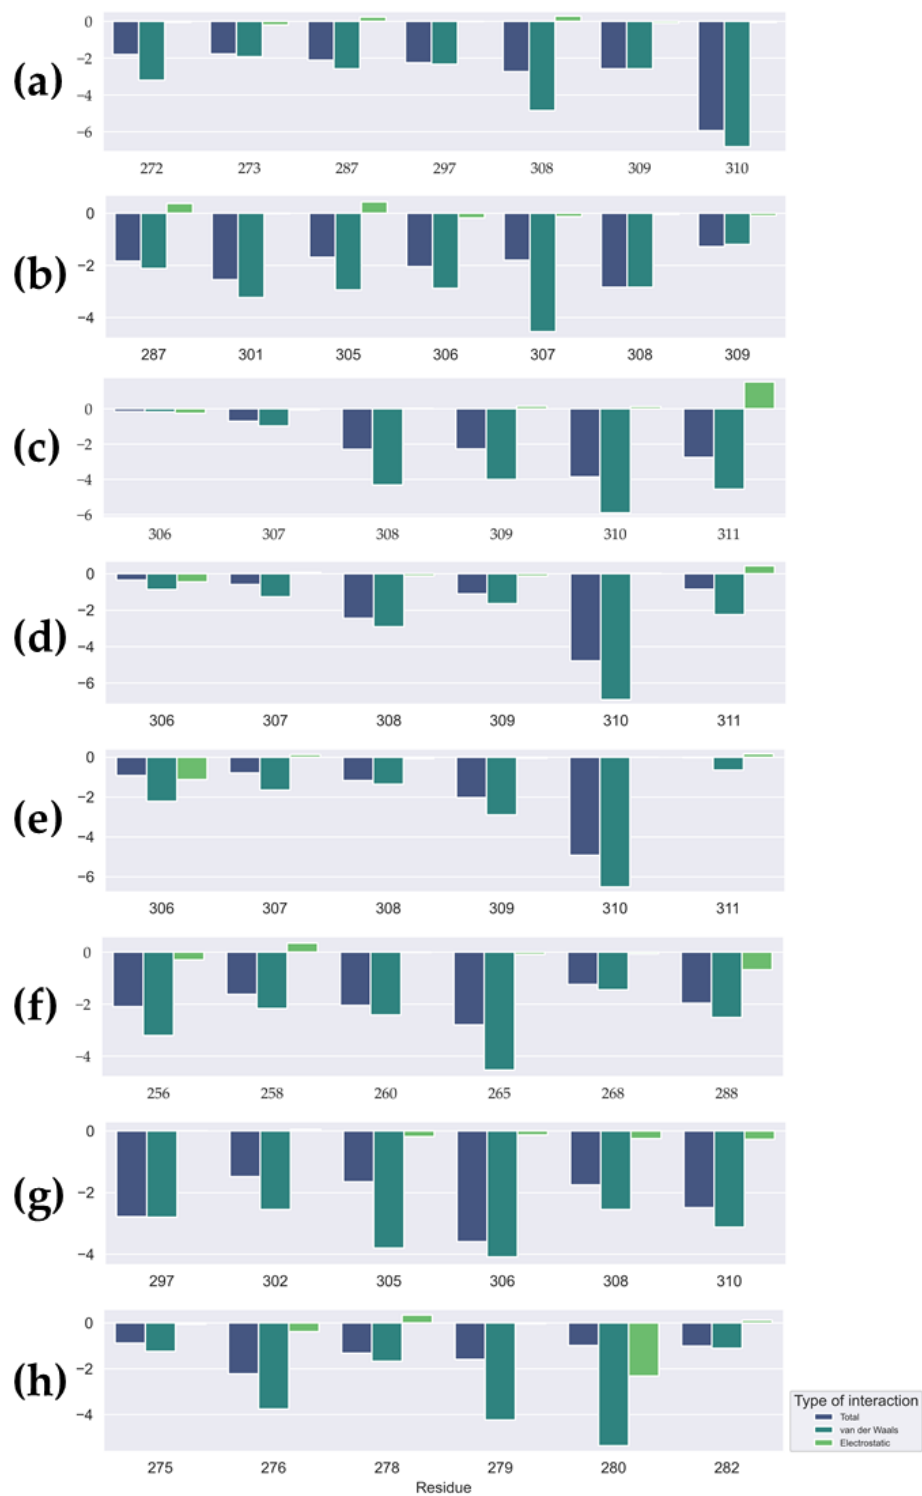 (a)
0
−2
−4
−6
272 273 287 297 308 309 310
(b)
0
−2
−4
287 301 305 306 307 308 309
(c)
0
−2
−4
−6
306 307 308 309 310 311
(d)
0
−2
−4
−6
306 307 308 309 310 311
(e)
0
−2
−4
−6
306 307 308 309 310 311
(f)
0
−2
−4
256 258 260 265 268 288
(g)
0
−2
−4
297 302 305 306 308 310
(h)
0
−2
−4
275 276 278 279 280 282
Residue
Type of interaction
Total
van der Waals
Electrostatic